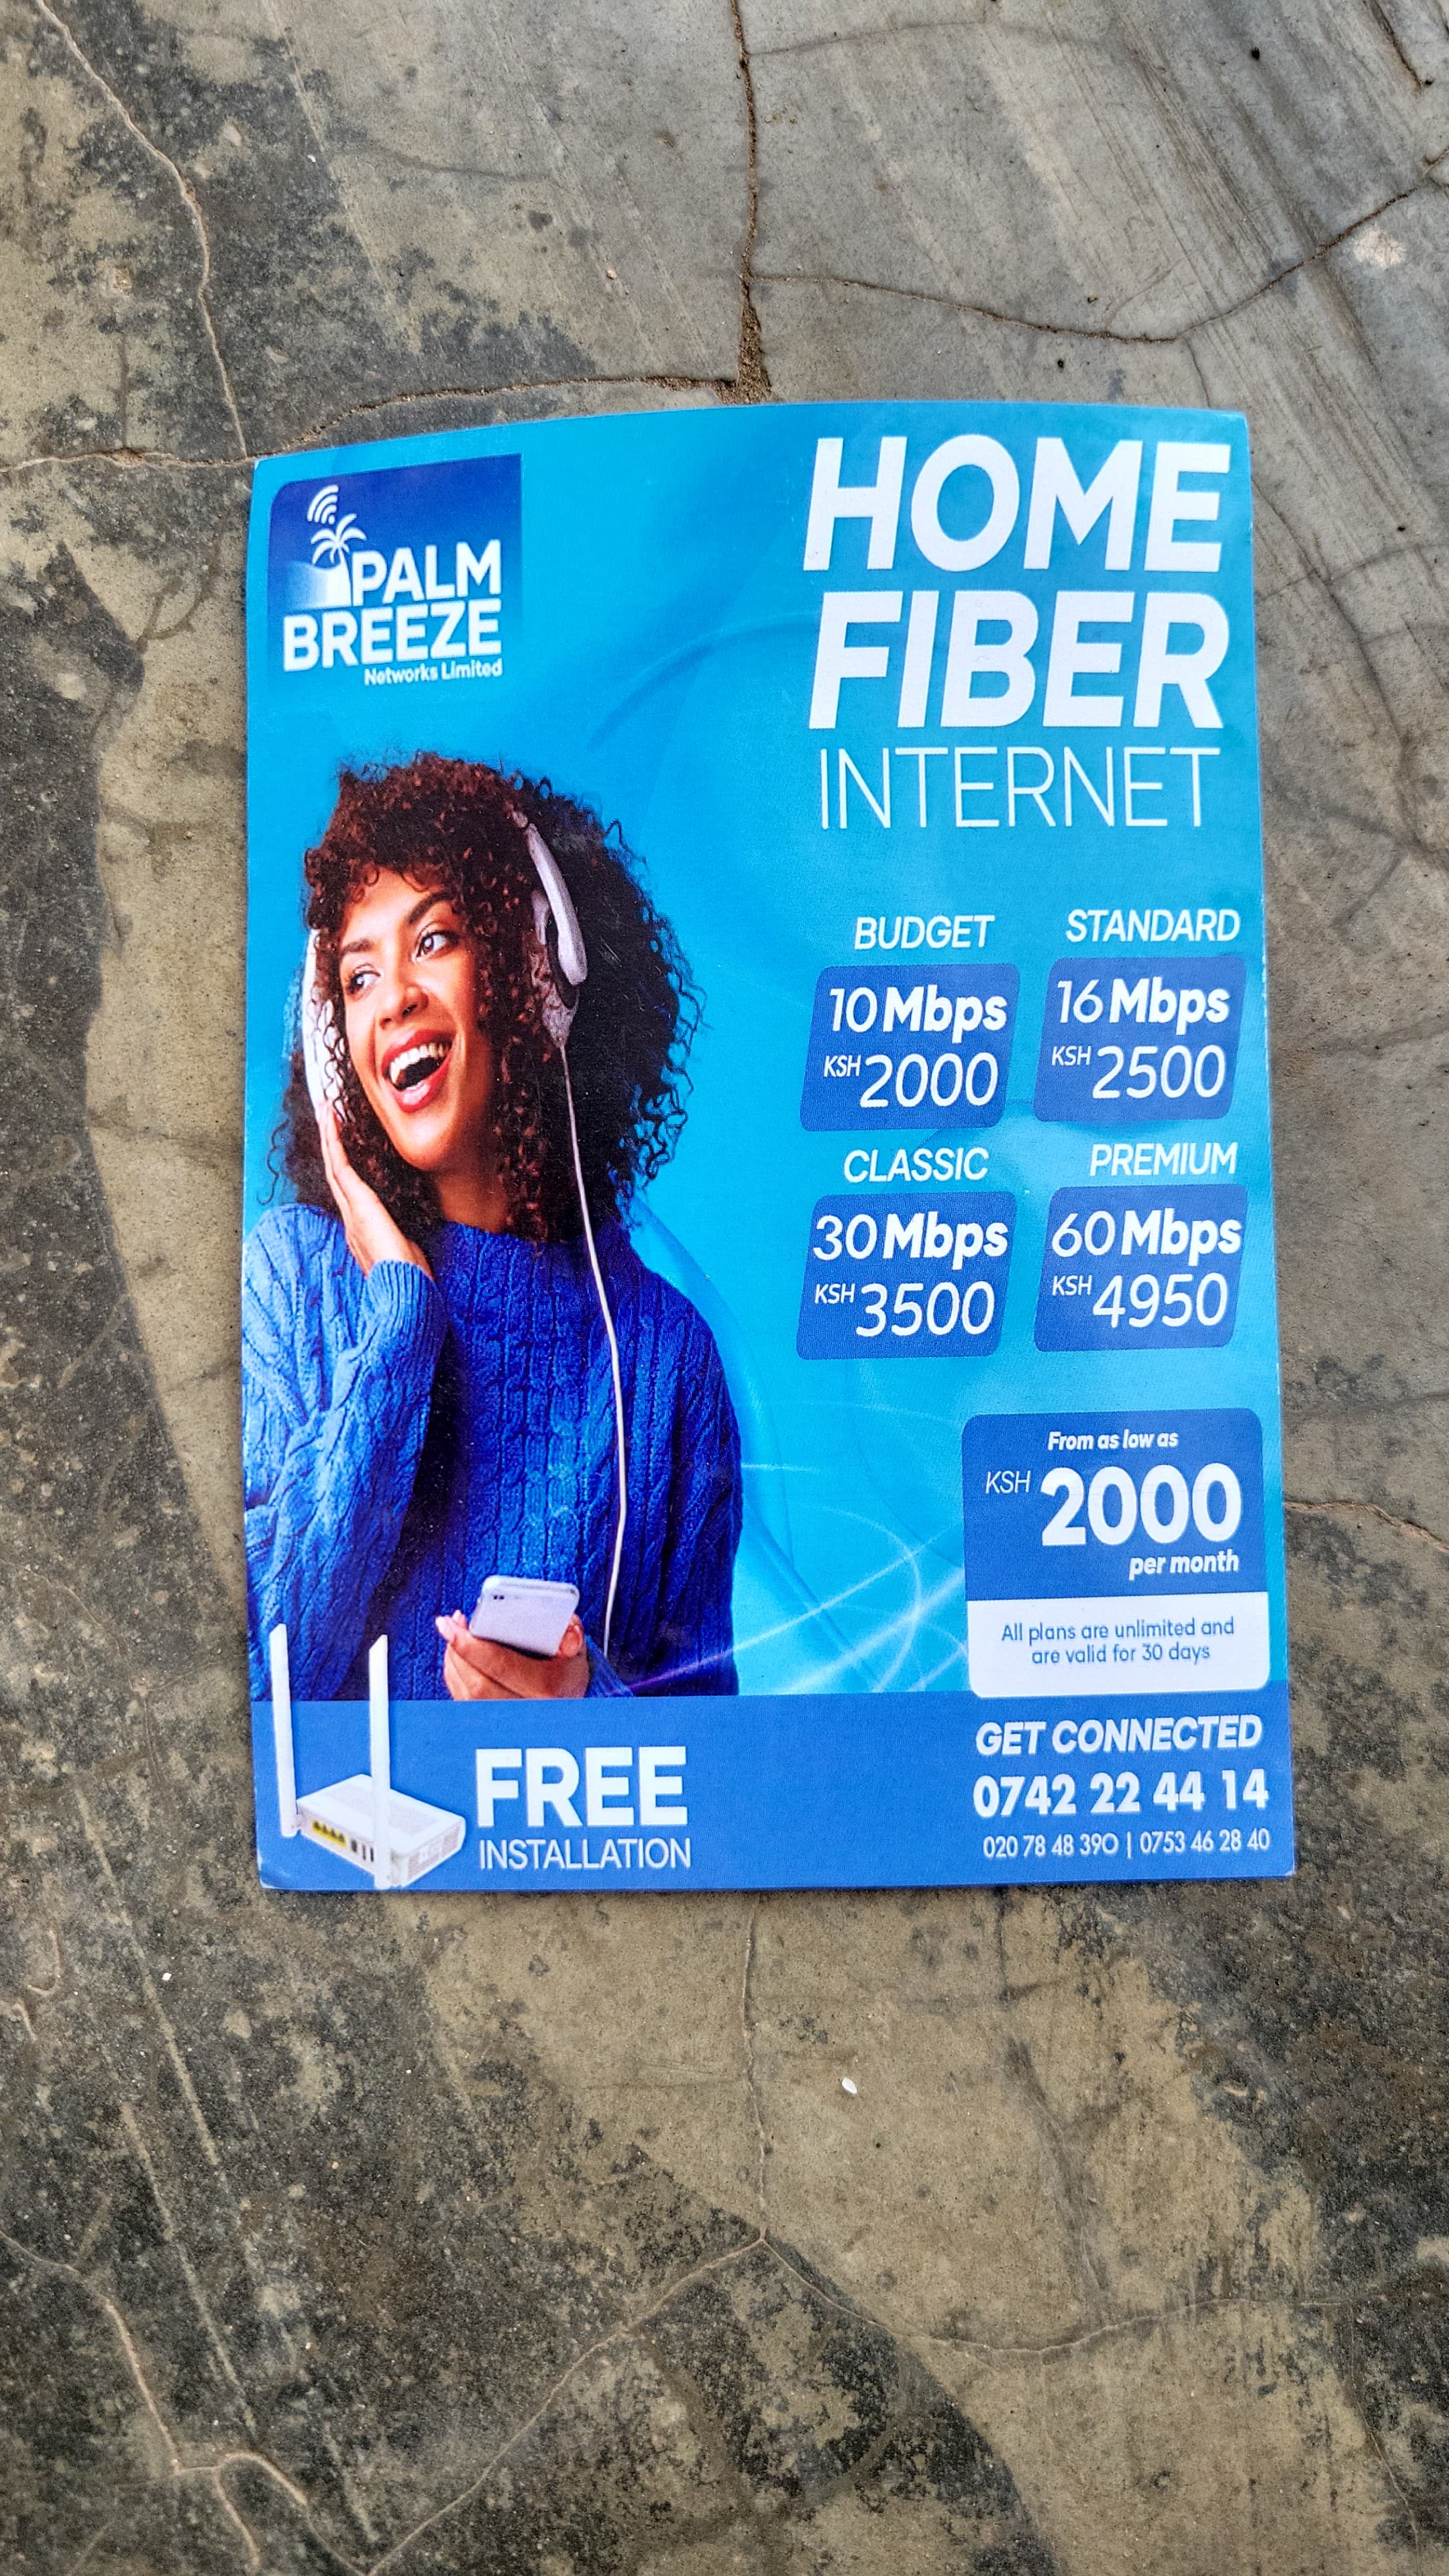 PALM
BREEZE
Networks Limited
HOME
FIBER
INTERNET
BUDGET
10 Mbps
KSH 2000
STANDARD
16 Mbps
KSH 2500
CLASSIC
30 Mbps
KSH 3500
PREMIUM
60 Mbps
KSH 4950
From as low as
KSH 2000
per month
All plans are unlimited and
are valid for 30 days
FREE
INSTALLATION
GET CONNECTED
0742 22 44 14
020 78 48 390 | 0753 46 28 40